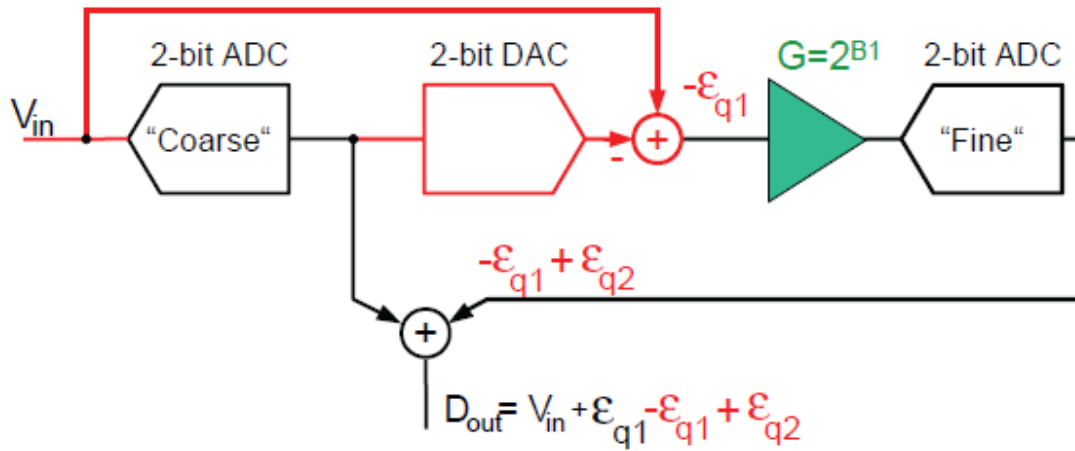 2-bit ADC
2-bit DAC
G=2^B1
2-bit ADC
V_in
“Coarse“
-
+
-ε_q1
“Fine“
-ε_q1 + ε_q2
+
D_out= V_in +ε_q1 -ε_q1 + ε_q2